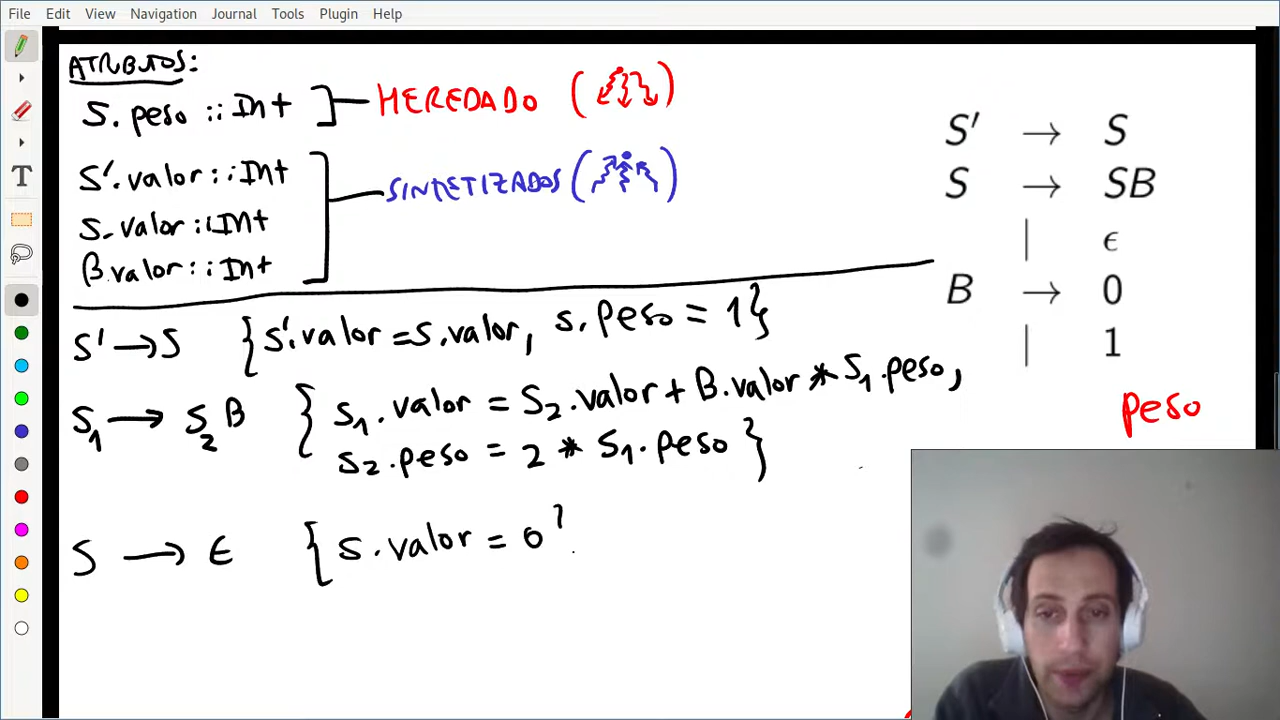 File Edit View Navigation Journal Tools Plugin Help
ATRIBUTOS:
S.peso :: Int ]— HEREDADO ( )
S'.valor :: Int
S.valor :: Int
B.valor :: Int
SINTETIZADOS ( )
S' → S
S → SB
| ϵ
B → 0
| 1
peso
S' → S {S'.valor = S.valor, S.peso = 1}
S₁ → S₂ B { S₁.valor = S₂.valor + B.valor * S₁.peso,
S₂.peso = 2 * S₁.peso }
S → ϵ { S.valor = 0